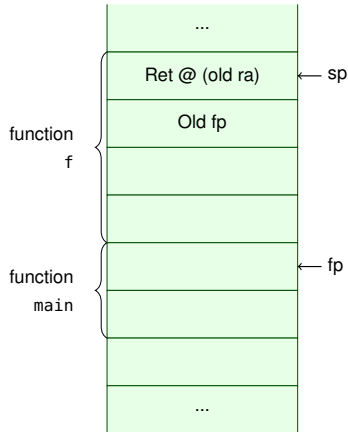 ...
Ret @ (old ra)
sp
Old fp
function
f
function
main
fp
...